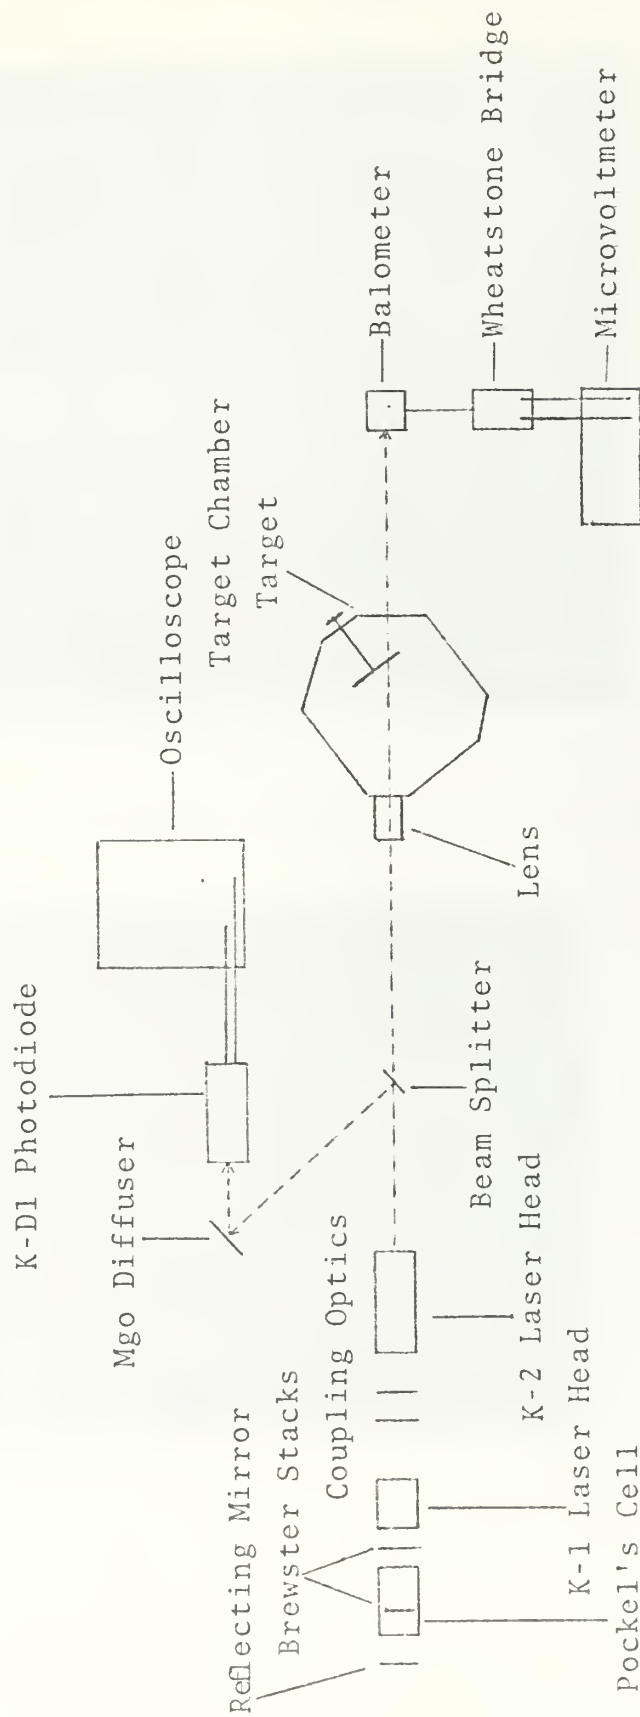 K-D1 Photodiode
Mgo Diffuser
Oscilloscope
Target Chamber
Target
Balometer
Wheatstone Bridge
Microvoltmeter
Reflecting Mirror
Brewster Stacks
Coupling Optics
Beam Splitter
Lens
K-2 Laser Head
K-1 Laser Head
Pockel's Cell